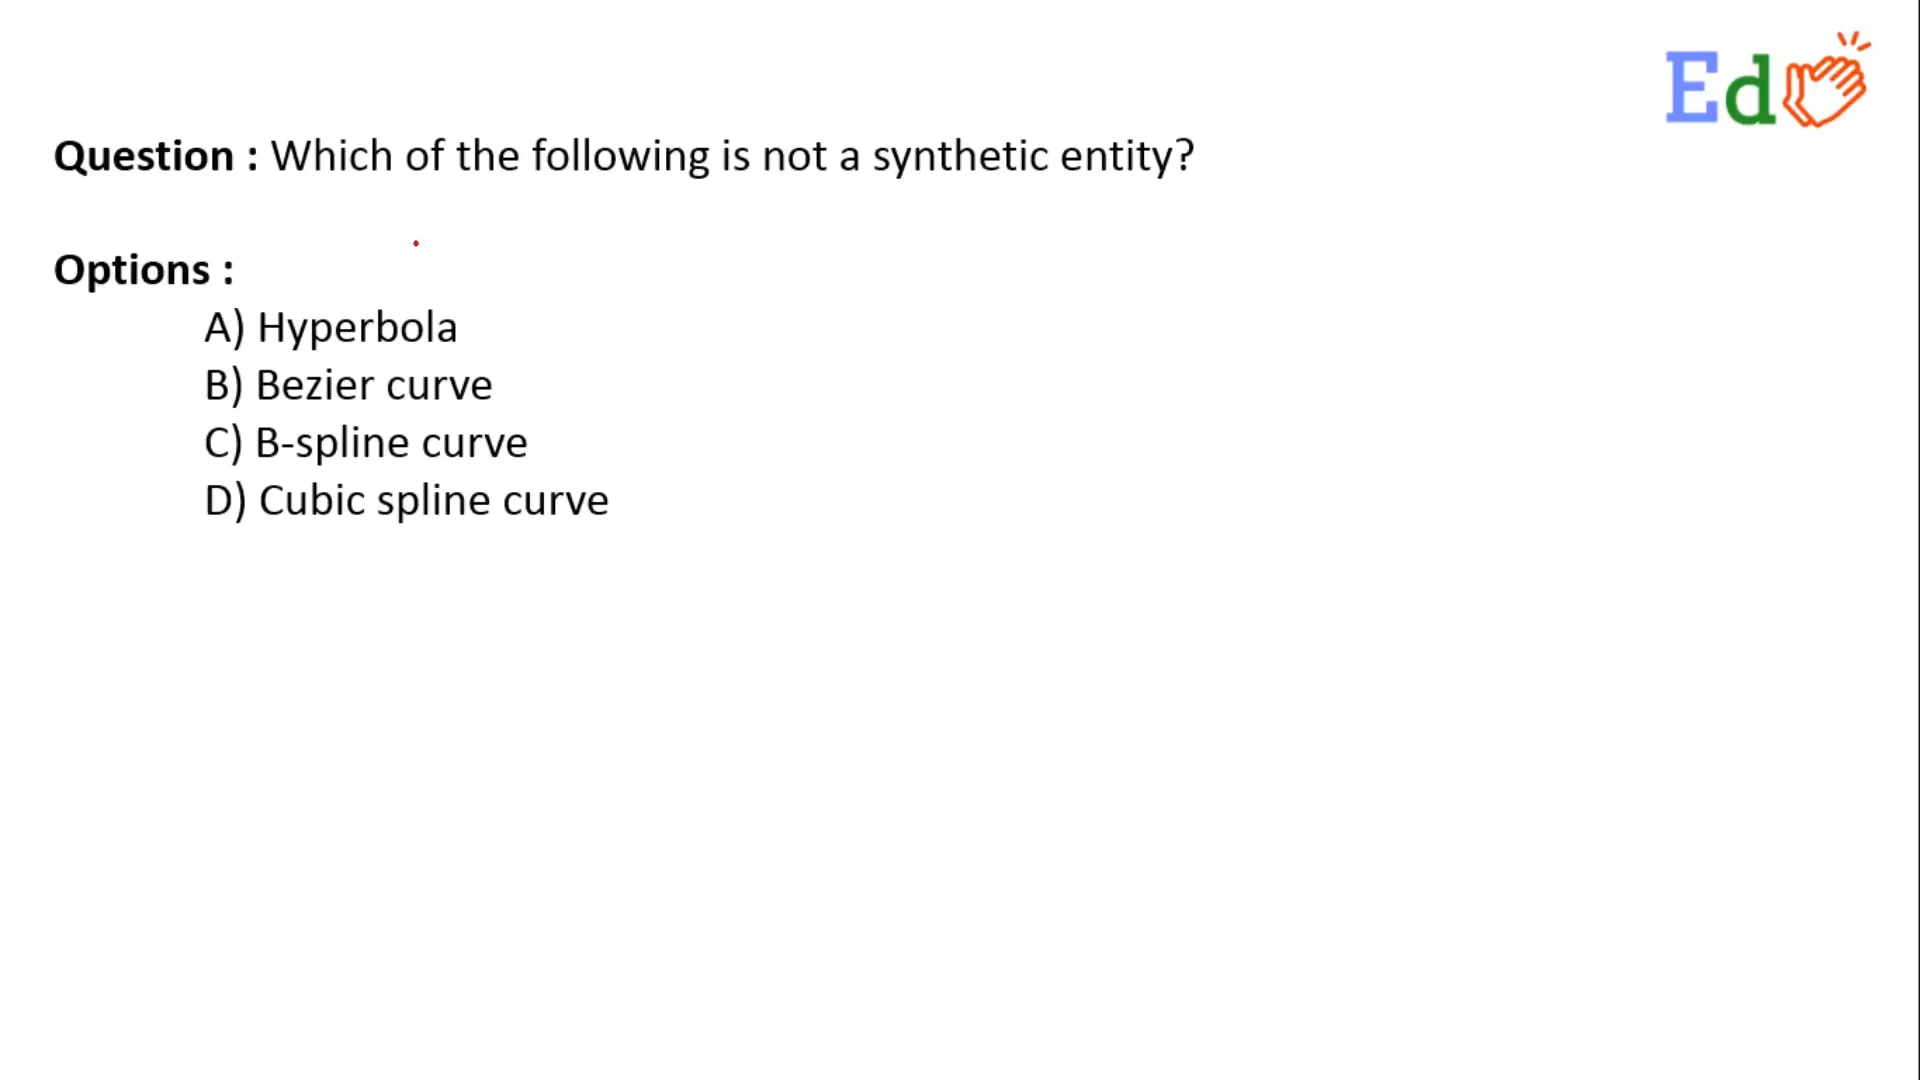 Ed
Question : Which of the following is not a synthetic entity?
Options :
A) Hyperbola
B) Bezier curve
C) B-spline curve
D) Cubic spline curve